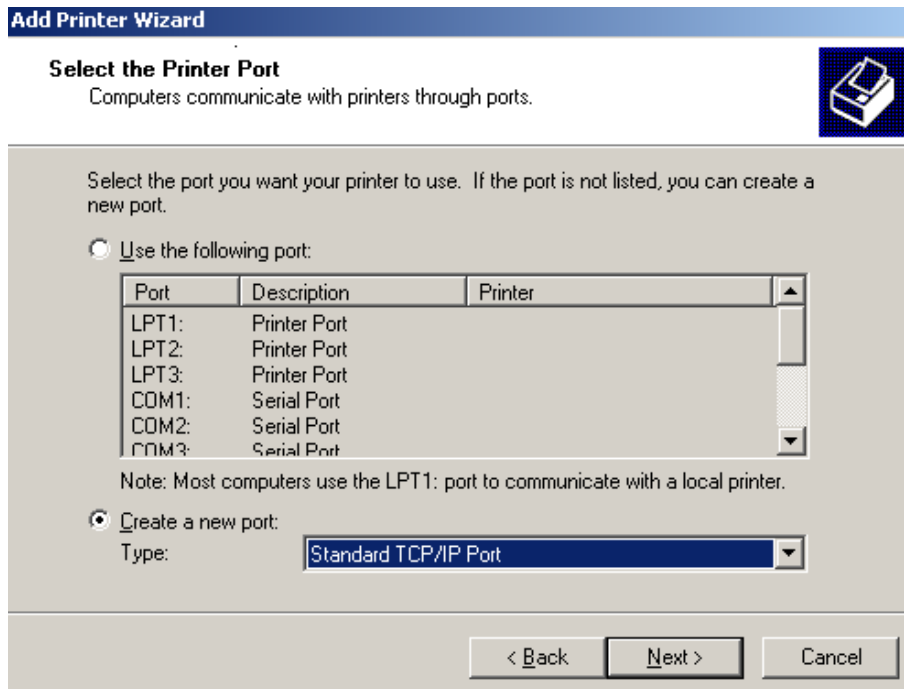 Add Printer Wizard
Select the Printer Port
Computers communicate with printers through ports.
Select the port you want your printer to use. If the port is not listed, you can create a
new port.
Use the following port:
Port Description Printer
LPT1: Printer Port
LPT2: Printer Port
LPT3: Printer Port
COM1: Serial Port
COM2: Serial Port
COM3: Serial Port
Note: Most computers use the LPT1: port to communicate with a local printer.
Create a new port:
Type: Standard TCP/IP Port
< Back Next > Cancel